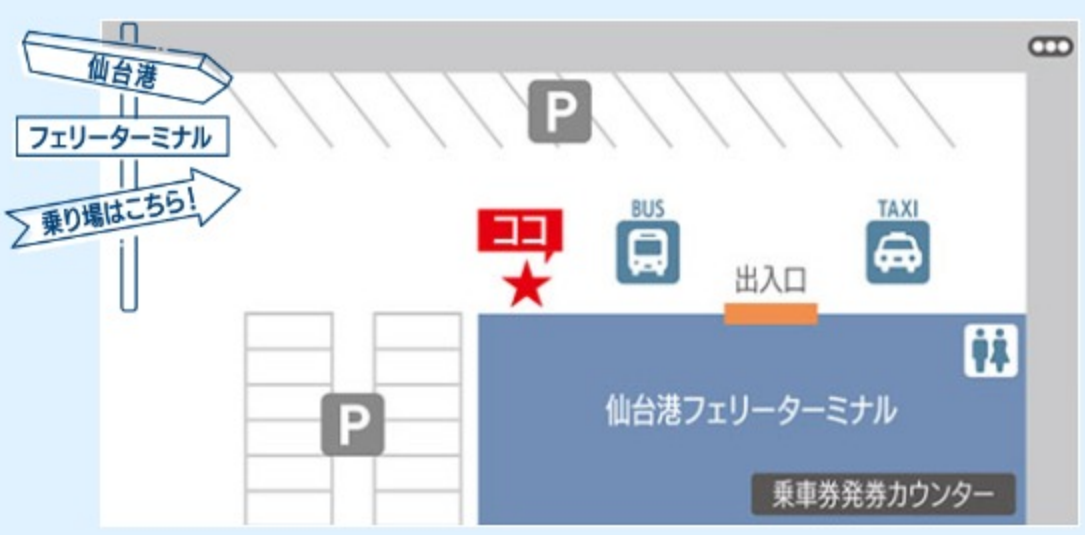 仙台港
フェリーターミナル
乗り場はこちら!
P
ココ
BUS
TAXI
出入口
P
仙台港フェリーターミナル
乗車券発券カウンター